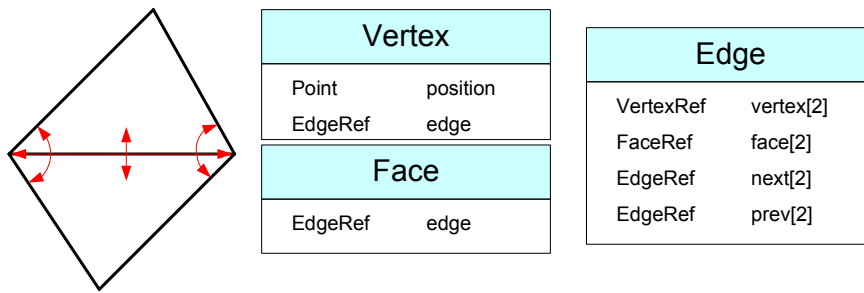 Vertex
Point position
EdgeRef edge
Face
EdgeRef edge
Edge
VertexRef vertex[2]
FaceRef face[2]
EdgeRef next[2]
EdgeRef prev[2]